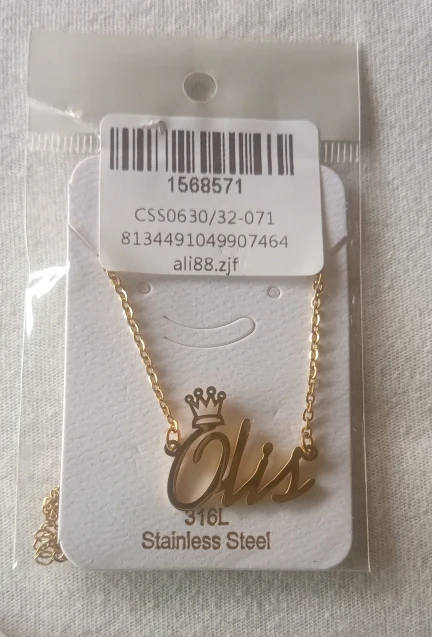 1568571
CSS0630/32-071
8134491049907464
ali88.zjf
Olis
316L
Stainless Steel